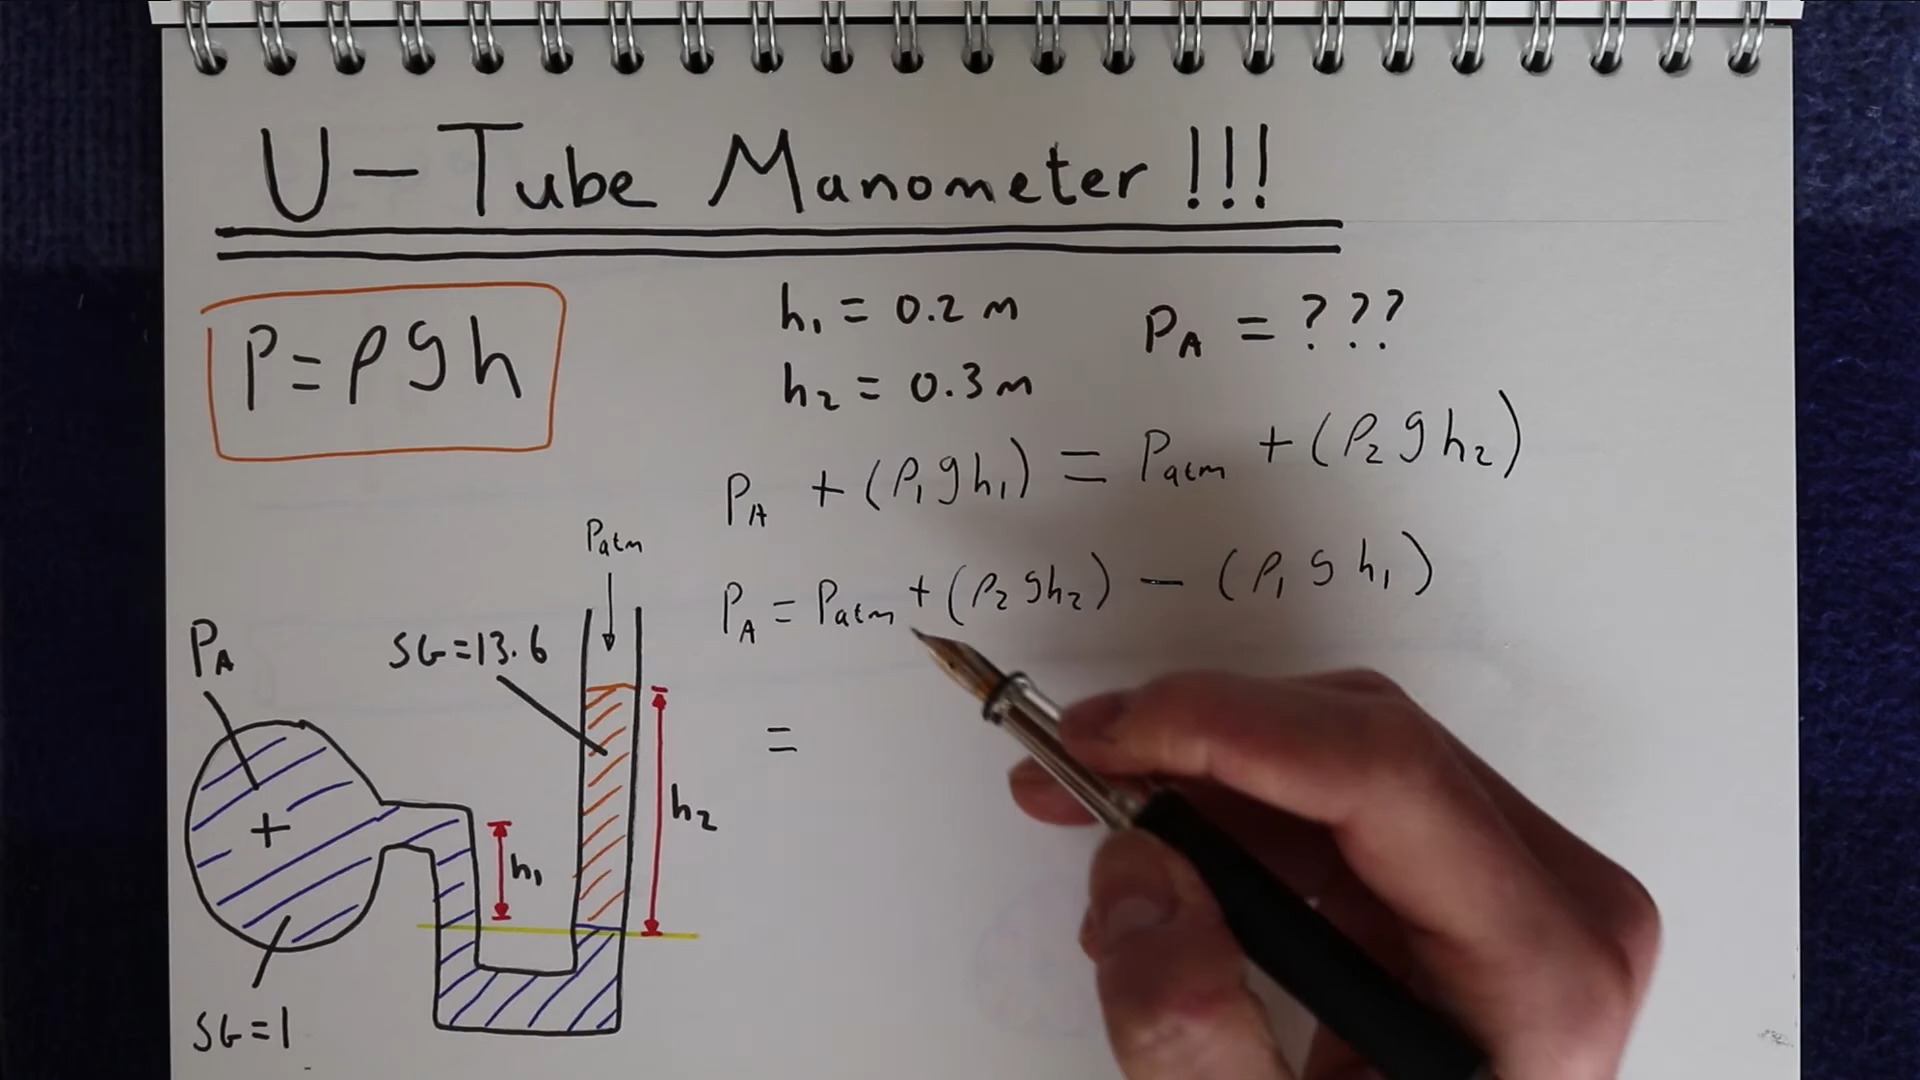 U-Tube Manometer!!!
P = ρgh
h₁ = 0.2 m
h₂ = 0.3 m
P_A = ???
P_A + (ρ₁gh₁) = P_atm + (ρ₂gh₂)
P_A = P_atm + (ρ₂gh₂) - (ρ₁gh₁)
=
P_atm
SG=13.6
P_A
+
h₁
h₂
SG=1